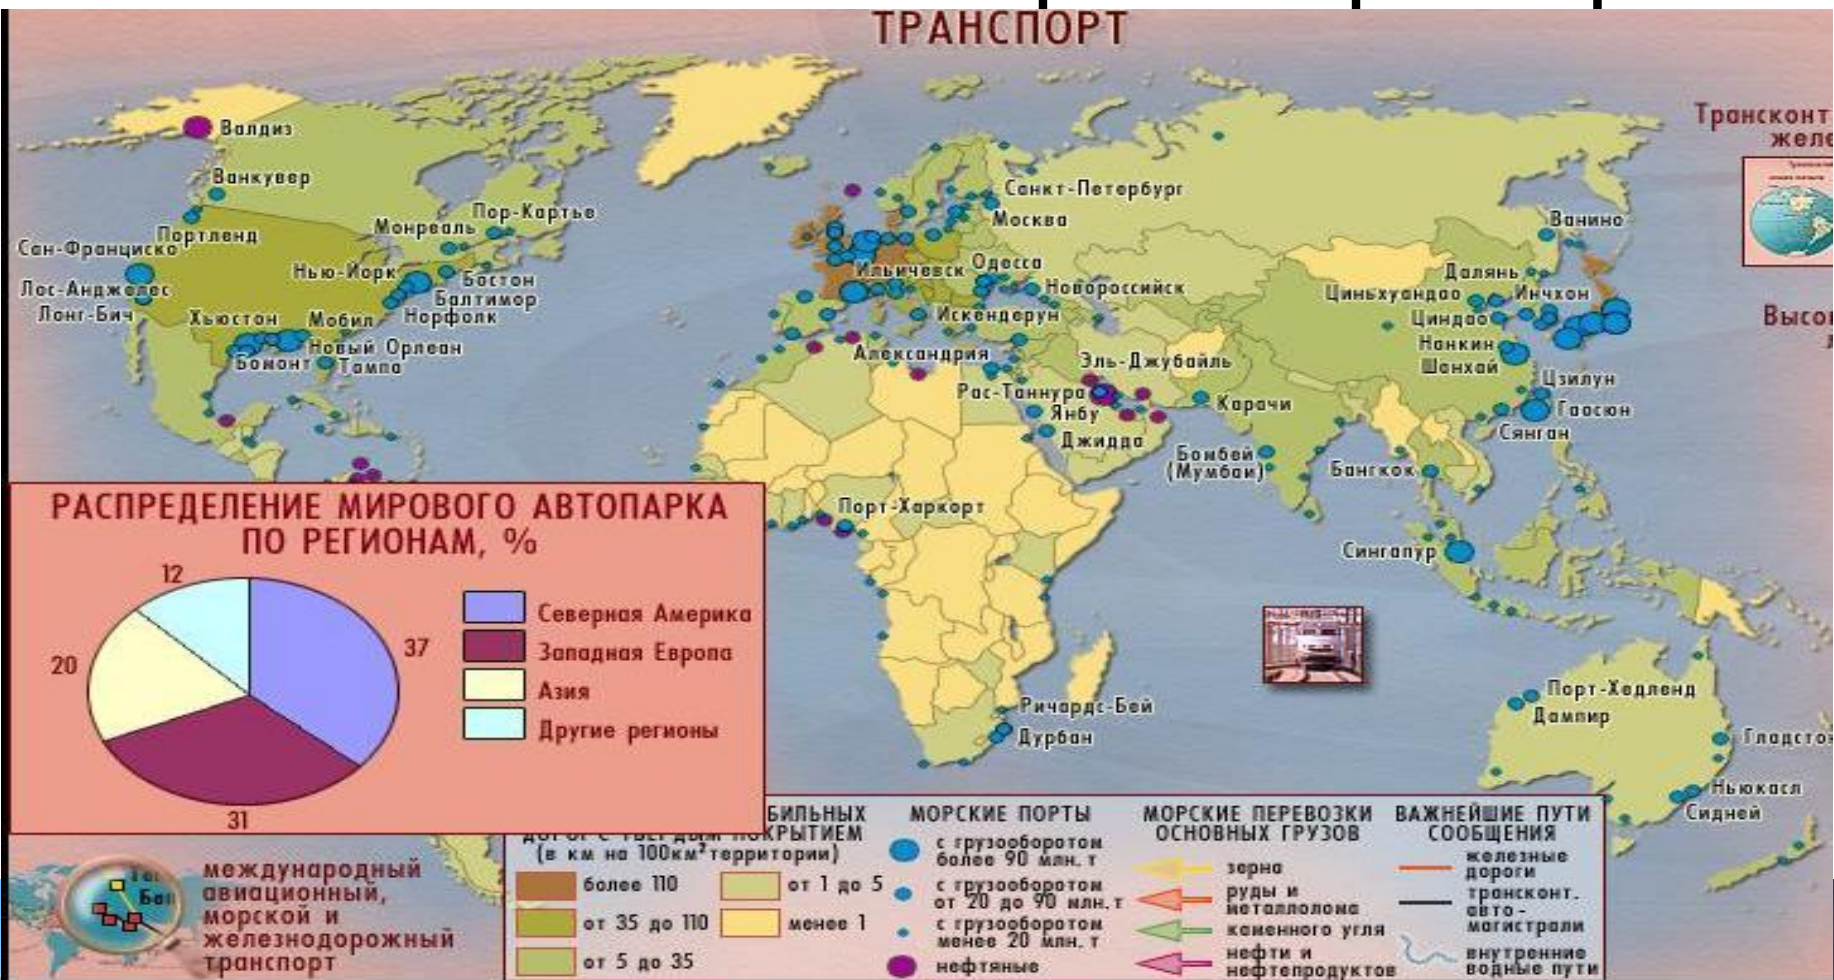 ТРАНСПОРТ
Трансконт
желе
Валдиз
Ванкувер
Портленд
Сан-Франциско
Лос-Анджелес
Лонг-Бич
Монреаль
Пор-Картье
Нью-Йорк
Бостон
Балтимор
Норфолк
Хьюстон
Мобил
Новый Орлеан
Бомонт
Тампа
Санкт-Петербург
Москва
Ильичевск
Одесса
Новороссийск
Искендерун
Александрия
Эль-Джубайль
Рас-Таннура
Янбу
Джидда
Карачи
Бомбей
(Мумбаи)
Бангкок
Порт-Харкорт
Сингапур
Ванино
Далянь
Циньхуандао
Инчхон
Циндао
Нанкин
Шанхай
Цзилун
Гаосюн
Сянган
Высо
Ричардс-Бей
Дурбан
Порт-Хедленд
Дампир
Гладсто
Ньюкасл
Сидней
РАСПРЕДЕЛЕНИЕ МИРОВОГО АВТОПАРКА
ПО РЕГИОНАМ, %
12
20
37
31
Северная Америка
Западная Европа
Азия
Другие регионы
международный
авиационный,
морской и
железнодорожный
транспорт
БИЛЬНЫХ
ДОРОГ С ТВЕРДЫМ ПОКРЫТИЕМ
(в км на 100км² территории)
более 110
от 35 до 110
от 5 до 35
от 1 до 5
менее 1
МОРСКИЕ ПОРТЫ
с грузооборотом
более 90 млн. т
с грузооборотом
от 20 до 90 млн. т
с грузооборотом
менее 20 млн. т
нефтяные
МОРСКИЕ ПЕРЕВОЗКИ
ОСНОВНЫХ ГРУЗОВ
зерна
руды и
металлолома
каменного угля
нефти и
нефтепродуктов
ВАЖНЕЙШИЕ ПУТИ
СООБЩЕНИЯ
железные
дороги
трансконт.
авто-
магистрали
внутренние
водные пути